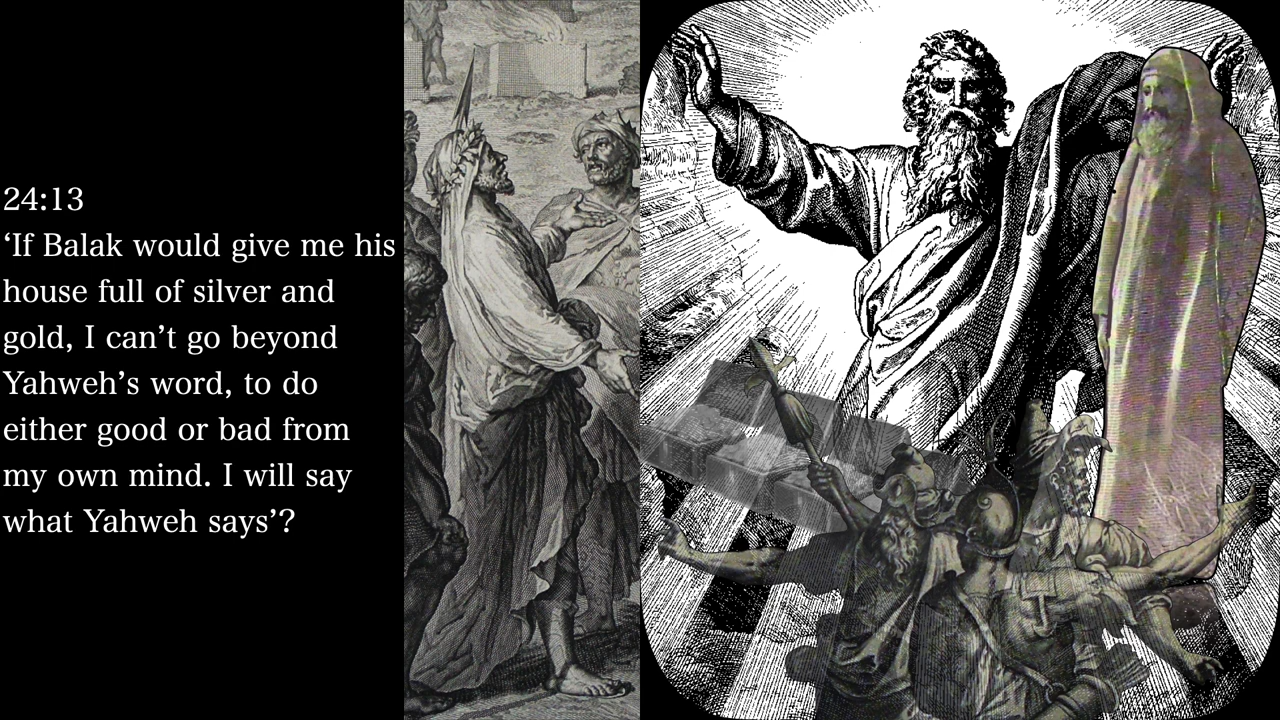 24:13
‘If Balak would give me his
house full of silver and
gold, I can’t go beyond
Yahweh’s word, to do
either good or bad from
my own mind. I will say
what Yahweh says’?